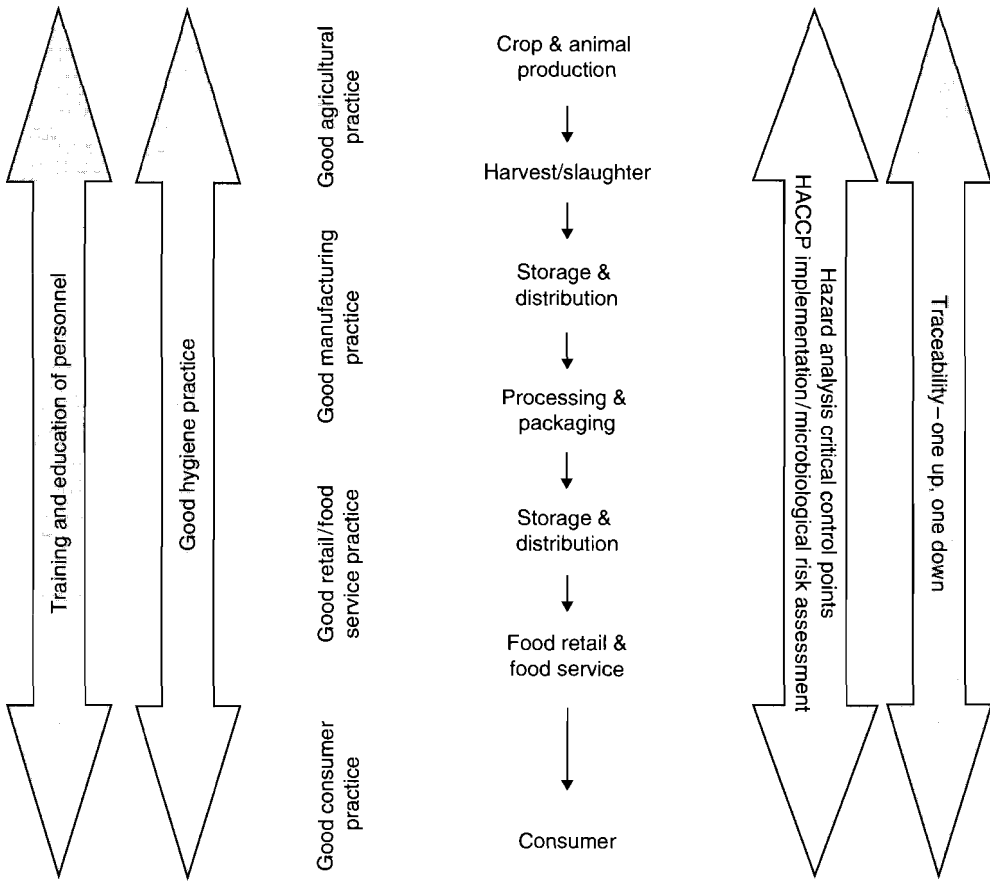 Training and education of personnel
Good hygiene practice
Good agricultural
practice
Good manufacturing
practice
Good retail/food
service practice
Good consumer
practice
Crop & animal
production
Harvest/slaughter
Storage &
distribution
Processing &
packaging
Storage &
distribution
Food retail &
food service
Consumer
Hazard analysis critical control points
HACCP implementation/microbiological risk assessment
Traceability–one up, one down